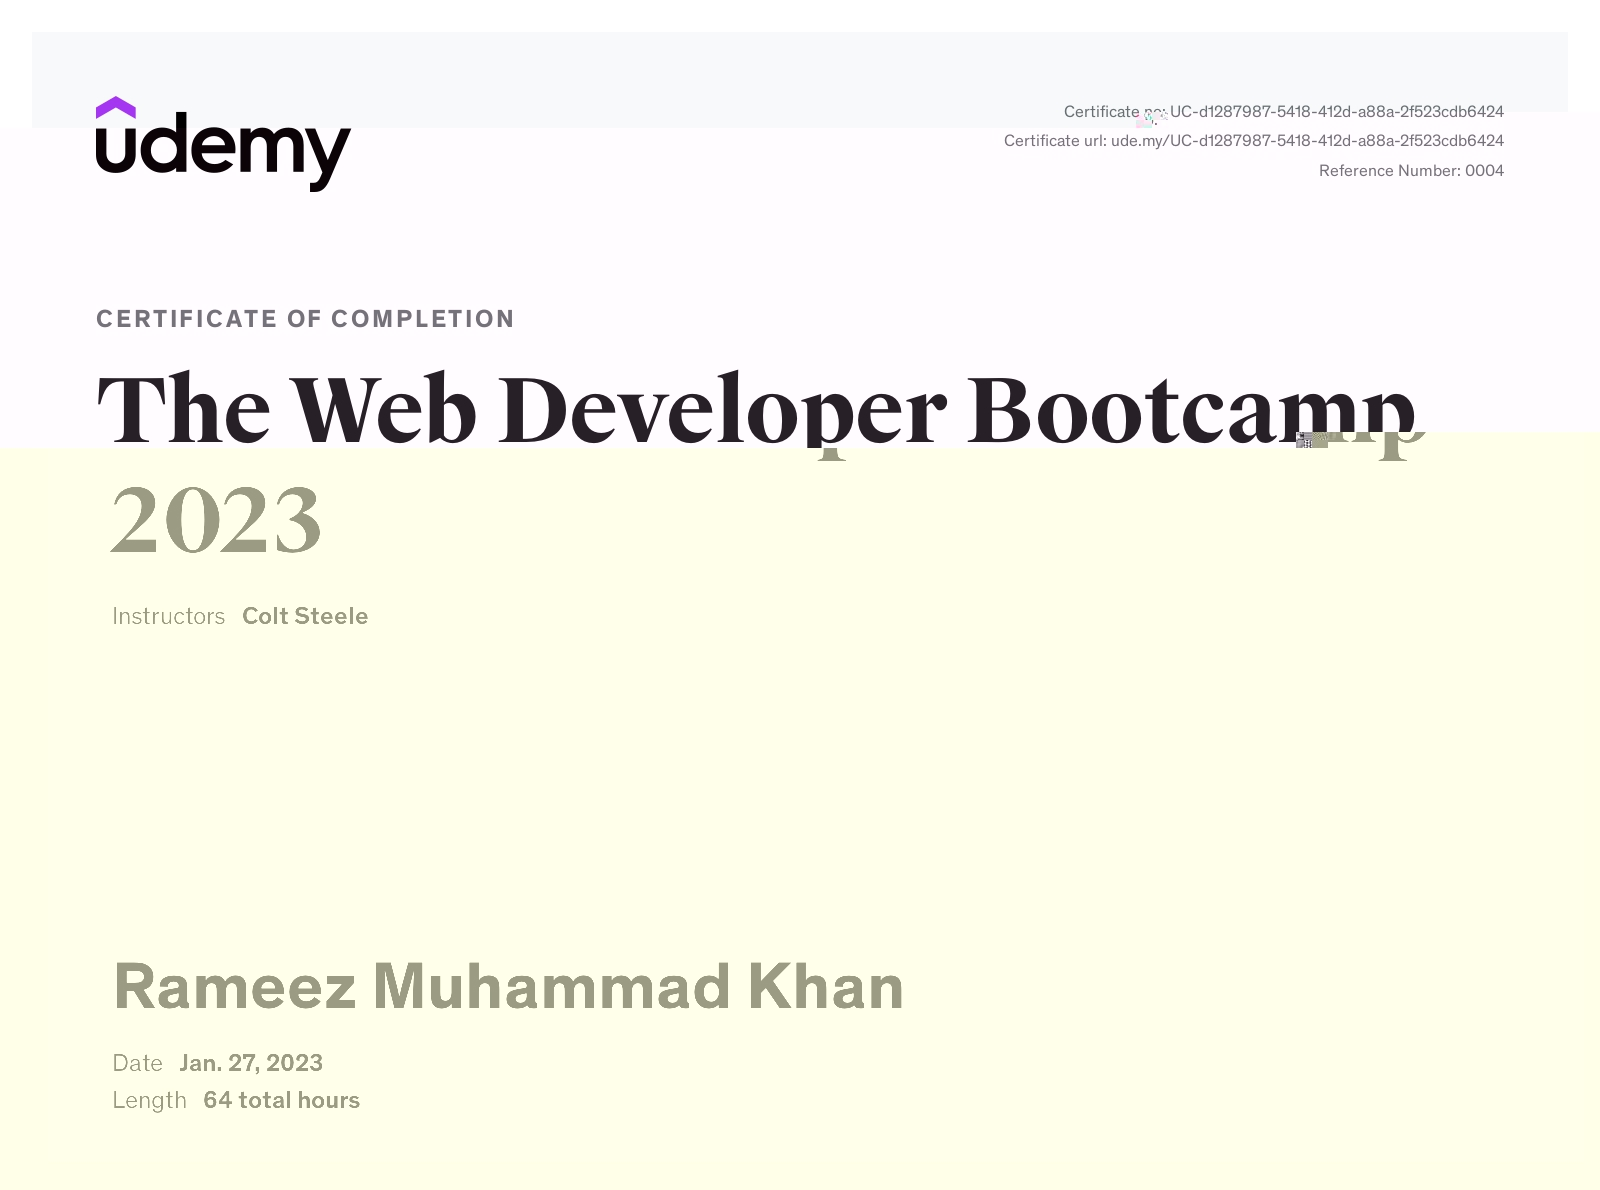 udemy
Certificate no: UC-d1287987-5418-412d-a88a-2f523cdb6424
Certificate url: ude.my/UC-d1287987-5418-412d-a88a-2f523cdb6424
Reference Number: 0004
CERTIFICATE OF COMPLETION
The Web Developer Bootcamp
2023
Instructors Colt Steele
Rameez Muhammad Khan
Date Jan. 27, 2023
Length 64 total hours